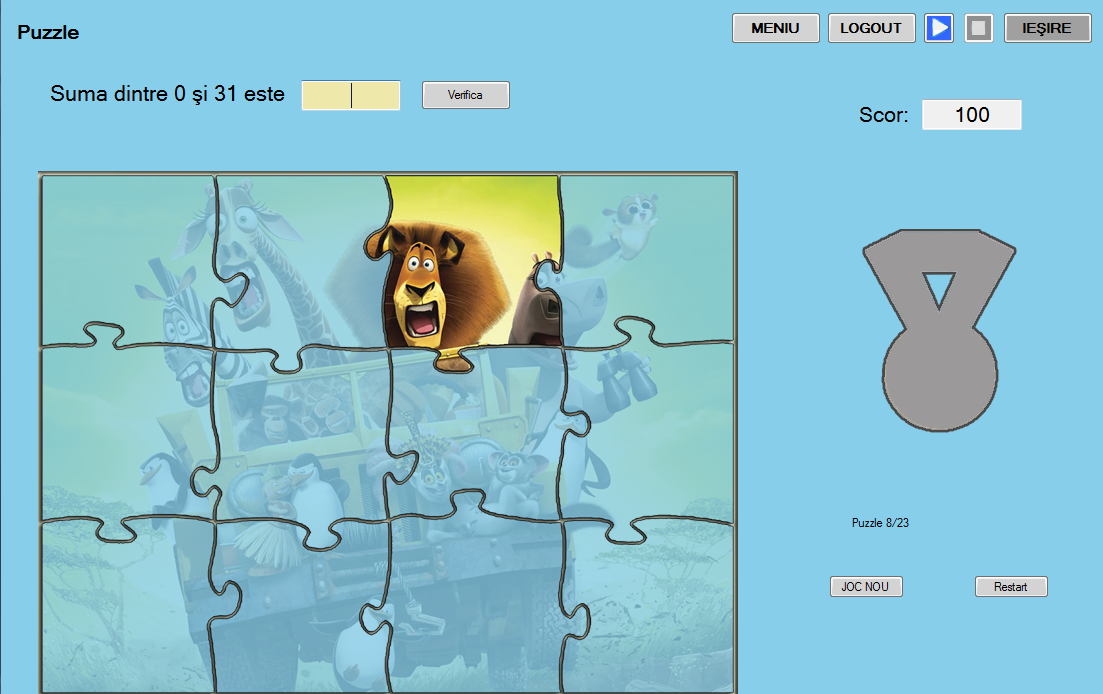 Puzzle
MENIU
LOGOUT
IEŞIRE
Suma dintre 0 şi 31 este
Verifica
Scor:
100
Puzzle 8/23
JOC NOU
Restart